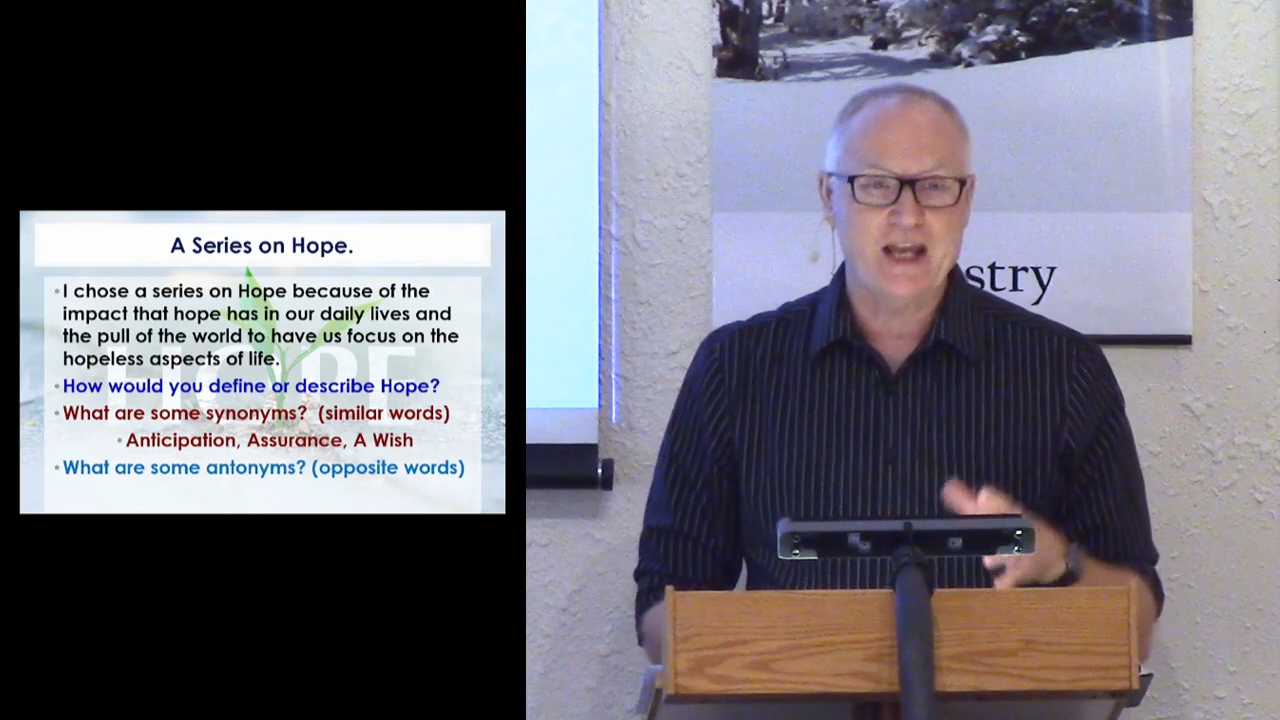 A Series on Hope.
• I chose a series on Hope because of the
impact that hope has in our daily lives and
the pull of the world to have us focus on the
hopeless aspects of life.
• How would you define or describe Hope?
• What are some synonyms?  (similar words)
• Anticipation, Assurance, A Wish
• What are some antonyms? (opposite words)
HOPE
stry